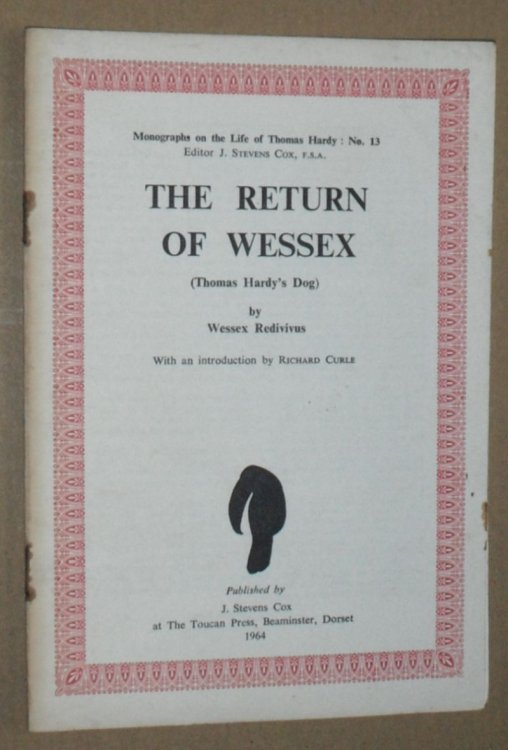 Monographs on the Life of Thomas Hardy : No. 13
Editor J. STEVENS COX, F.S.A.
THE RETURN
OF WESSEX
(Thomas Hardy's Dog)
by
Wessex Redivivus
With an introduction by RICHARD CURLE
Published by
J. Stevens Cox
at The Toucan Press, Beaminster, Dorset
1964